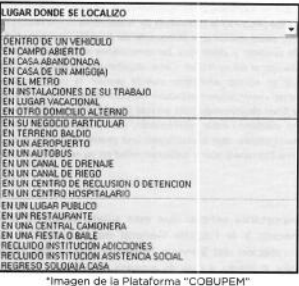 LUGAR DONDE SE LOCALIZO
DENTRO DE UN VEHICULO
EN CAMPO ABIERTO
EN CASA ABANDONADA
EN CASA DE UN AMIGO(A)
EN EL METRO
EN INSTALACIONES DE SU TRABAJO
EN LUGAR VACACIONAL
EN OTRO DOMICILIO ALTERNO
EN SU NEGOCIO PARTICULAR
EN TERRENO BALDIO
EN UN AEROPUERTO
EN UN AUTOBUS
EN UN CANAL DE DRENAJE
EN UN CANAL DE RIEGO
EN UN CENTRO DE RECLUSION O DETENCION
EN UN CENTRO HOSPITALARIO
EN UN LUGAR PUBLICO
EN UN RESTAURANTE
EN UNA CENTRAL CAMIONERA
EN UNA FIESTA O BAILE
RECLUIDO INSTITUCION ADICCIONES
RECLUIDO INSTITUCION ASISTENCIA SOCIAL
REGRESO SOLO(A) A CASA
*Imagen de la Plataforma "COBUPEM"